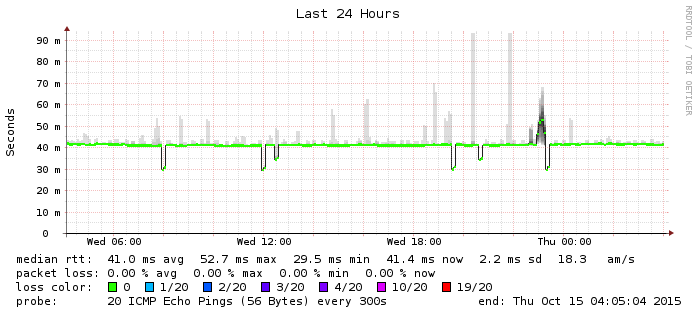 Last 24 Hours
RRDTOOL / TOBI OETIKER
Seconds
90 m
80 m
70 m
60 m
50 m
40 m
30 m
20 m
10 m
0
Wed 06:00 Wed 12:00 Wed 18:00 Thu 00:00
median rtt: 41.0 ms avg 52.7 ms max 29.5 ms min 41.4 ms now 2.2 ms sd 18.3 am/s
packet loss: 0.00 % avg 0.00 % max 0.00 % min 0.00 % now
loss color: 0 1/20 2/20 3/20 4/20 10/20 19/20
probe: 20 ICMP Echo Pings (56 Bytes) every 300s end: Thu Oct 15 04:05:04 2015